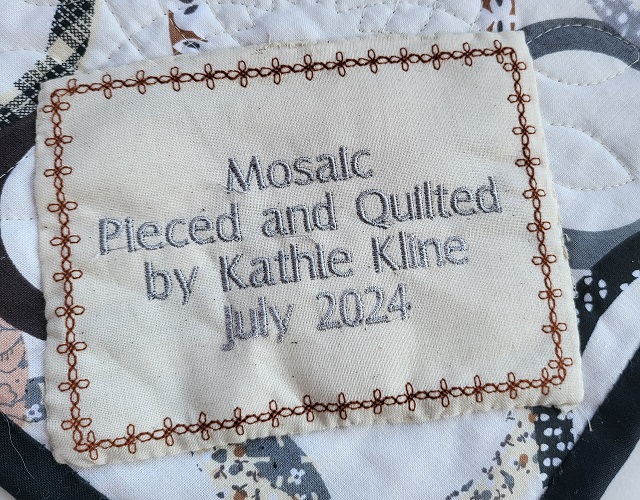 Mosaic
Pieced and Quilted
by Kathie Kline
July 2024